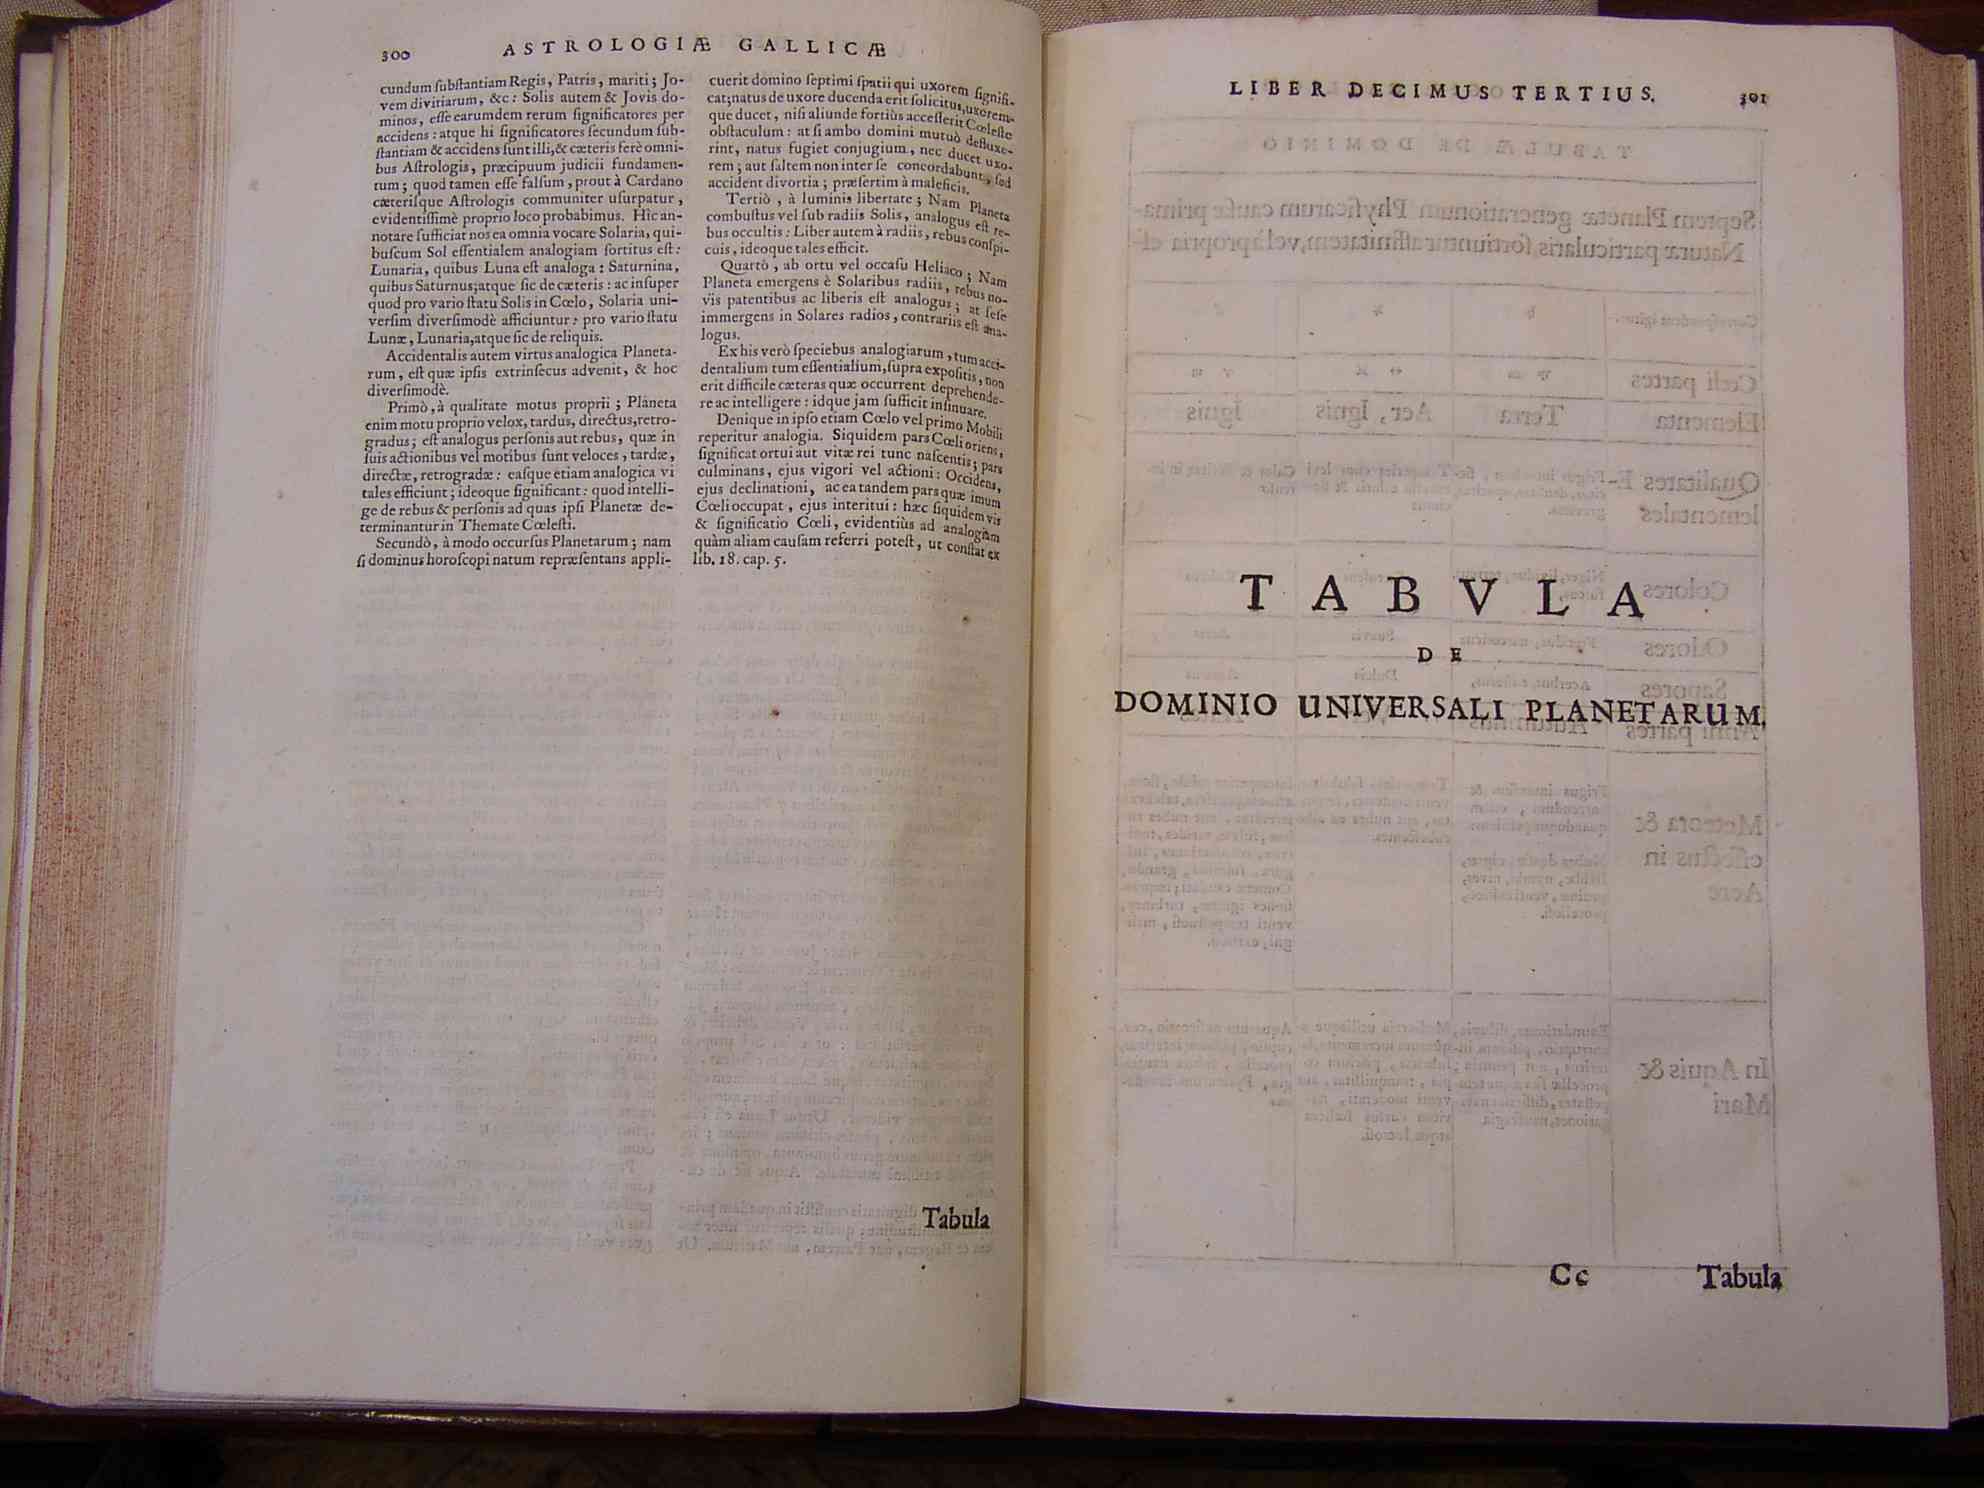 300 ASTROLOGIÆ GALLICÆ
cundum ſubſtantiam Regis, Patris, mariti; Jo-
vem divitiarum, &c: Solis autem & Jovis do-
minos, eſſe earumdem rerum ſignificatores per
accidens: atque hi ſignificatores ſecundum ſub-
ſtantiam & accidens ſunt illi, & cæteris ferè omni-
bus Aſtrologis, præcipuum judicii fundamen-
tum; quod tamen eſſe falſum, prout à Cardano
cæteriſque Aſtrologis communiter uſurpatur,
evidentiſſimè proprio loco probabimus. Hîc an-
notare ſufficiat nos ea omnia vocare Solaria, qui-
buſcum Sol eſſentialem analogiam ſortitus eſt:
Lunaria, quibus Luna eſt analoga: Saturnina,
quibus Saturnus; atque ſic de cæteris: ac inſuper
quod pro vario ſtatu Solis in Cœlo, Solaria uni-
verſim diverſimodè afficiuntur: pro vario ſtatu
Lunæ, Lunaria, atque ſic de reliquis.
Accidentalis autem virtus analogica Planeta-
rum, eſt quæ ipſis extrinſecus advenit, & hoc
diverſimodè.
Primò, à qualitate motus proprii; Planeta
enim motu proprio velox, tardus, directus, retro-
gradus; eſt analogus perſonis aut rebus, quæ in
ſuis actionibus vel motibus ſunt veloces, tardæ,
directæ, retrogradæ: eaſque etiam analogica vi
tales efficiunt; ideoque ſignificant: quod intelli-
ge de rebus & perſonis ad quas ipſi Planetæ de-
terminantur in Themate Cœleſti.
Secundò, à modo occurſus Planetarum; nam
ſi dominus horoſcopi natum repræſentans appli-
cuerit domino ſeptimi ſpatii qui uxorem ſignifi-
cat; natus de uxore ducenda erit ſolicitus, uxorem-
que ducet, niſi aliunde fortiùs acceſſerit Cœleſte
obſtaculum: at ſi ambo domini mutuò defluxe-
rint, natus fugiet conjugium, nec ducet uxo-
rem; aut ſaltem non inter ſe concordabunt, ſed
accident divortia; præſertim à maleficis.
Tertiò, à luminis libertate; Nam Planeta
combuſtus vel ſub radiis Solis, analogus eſt re-
bus occultis: Liber autem à radiis, rebus conſpi-
cuis, ideoque tales efficit.
Quartò, ab ortu vel occaſu Heliaco; Nam
Planeta emergens è Solaribus radiis, rebus no-
vis patentibus ac liberis eſt analogus; at ſeſe
immergens in Solares radios, contrariis eſt ana-
logus.
Ex his verò ſpeciebus analogiarum, tum acci-
dentalium tum eſſentialium, ſupra expoſitis, non
erit difficile cæteras quæ occurrent deprehende-
re ac intelligere: idque jam ſufficit inſinuare.
Denique in ipſo etiam Cœlo vel primo Mobili
reperitur analogia. Siquidem pars Cœli oriens,
ſignificat ortui aut vitæ rei tunc naſcentis; pars
culminans, ejus vigori vel actioni: Occidens,
ejus declinationi, ac ea tandem pars quæ imum
Cœli occupat, ejus interitui: hæc ſiquidem vis
& ſignificatio Cœli, evidentiùs ad analogiam
quàm aliam cauſam referri poteſt, ut conſtat ex
lib. 18. cap. 5.
Tabula
LIBER DECIMUS TERTIUS. 301
TABVLA
DE
DOMINIO UNIVERSALI PLANETARUM.
Cc Tabula